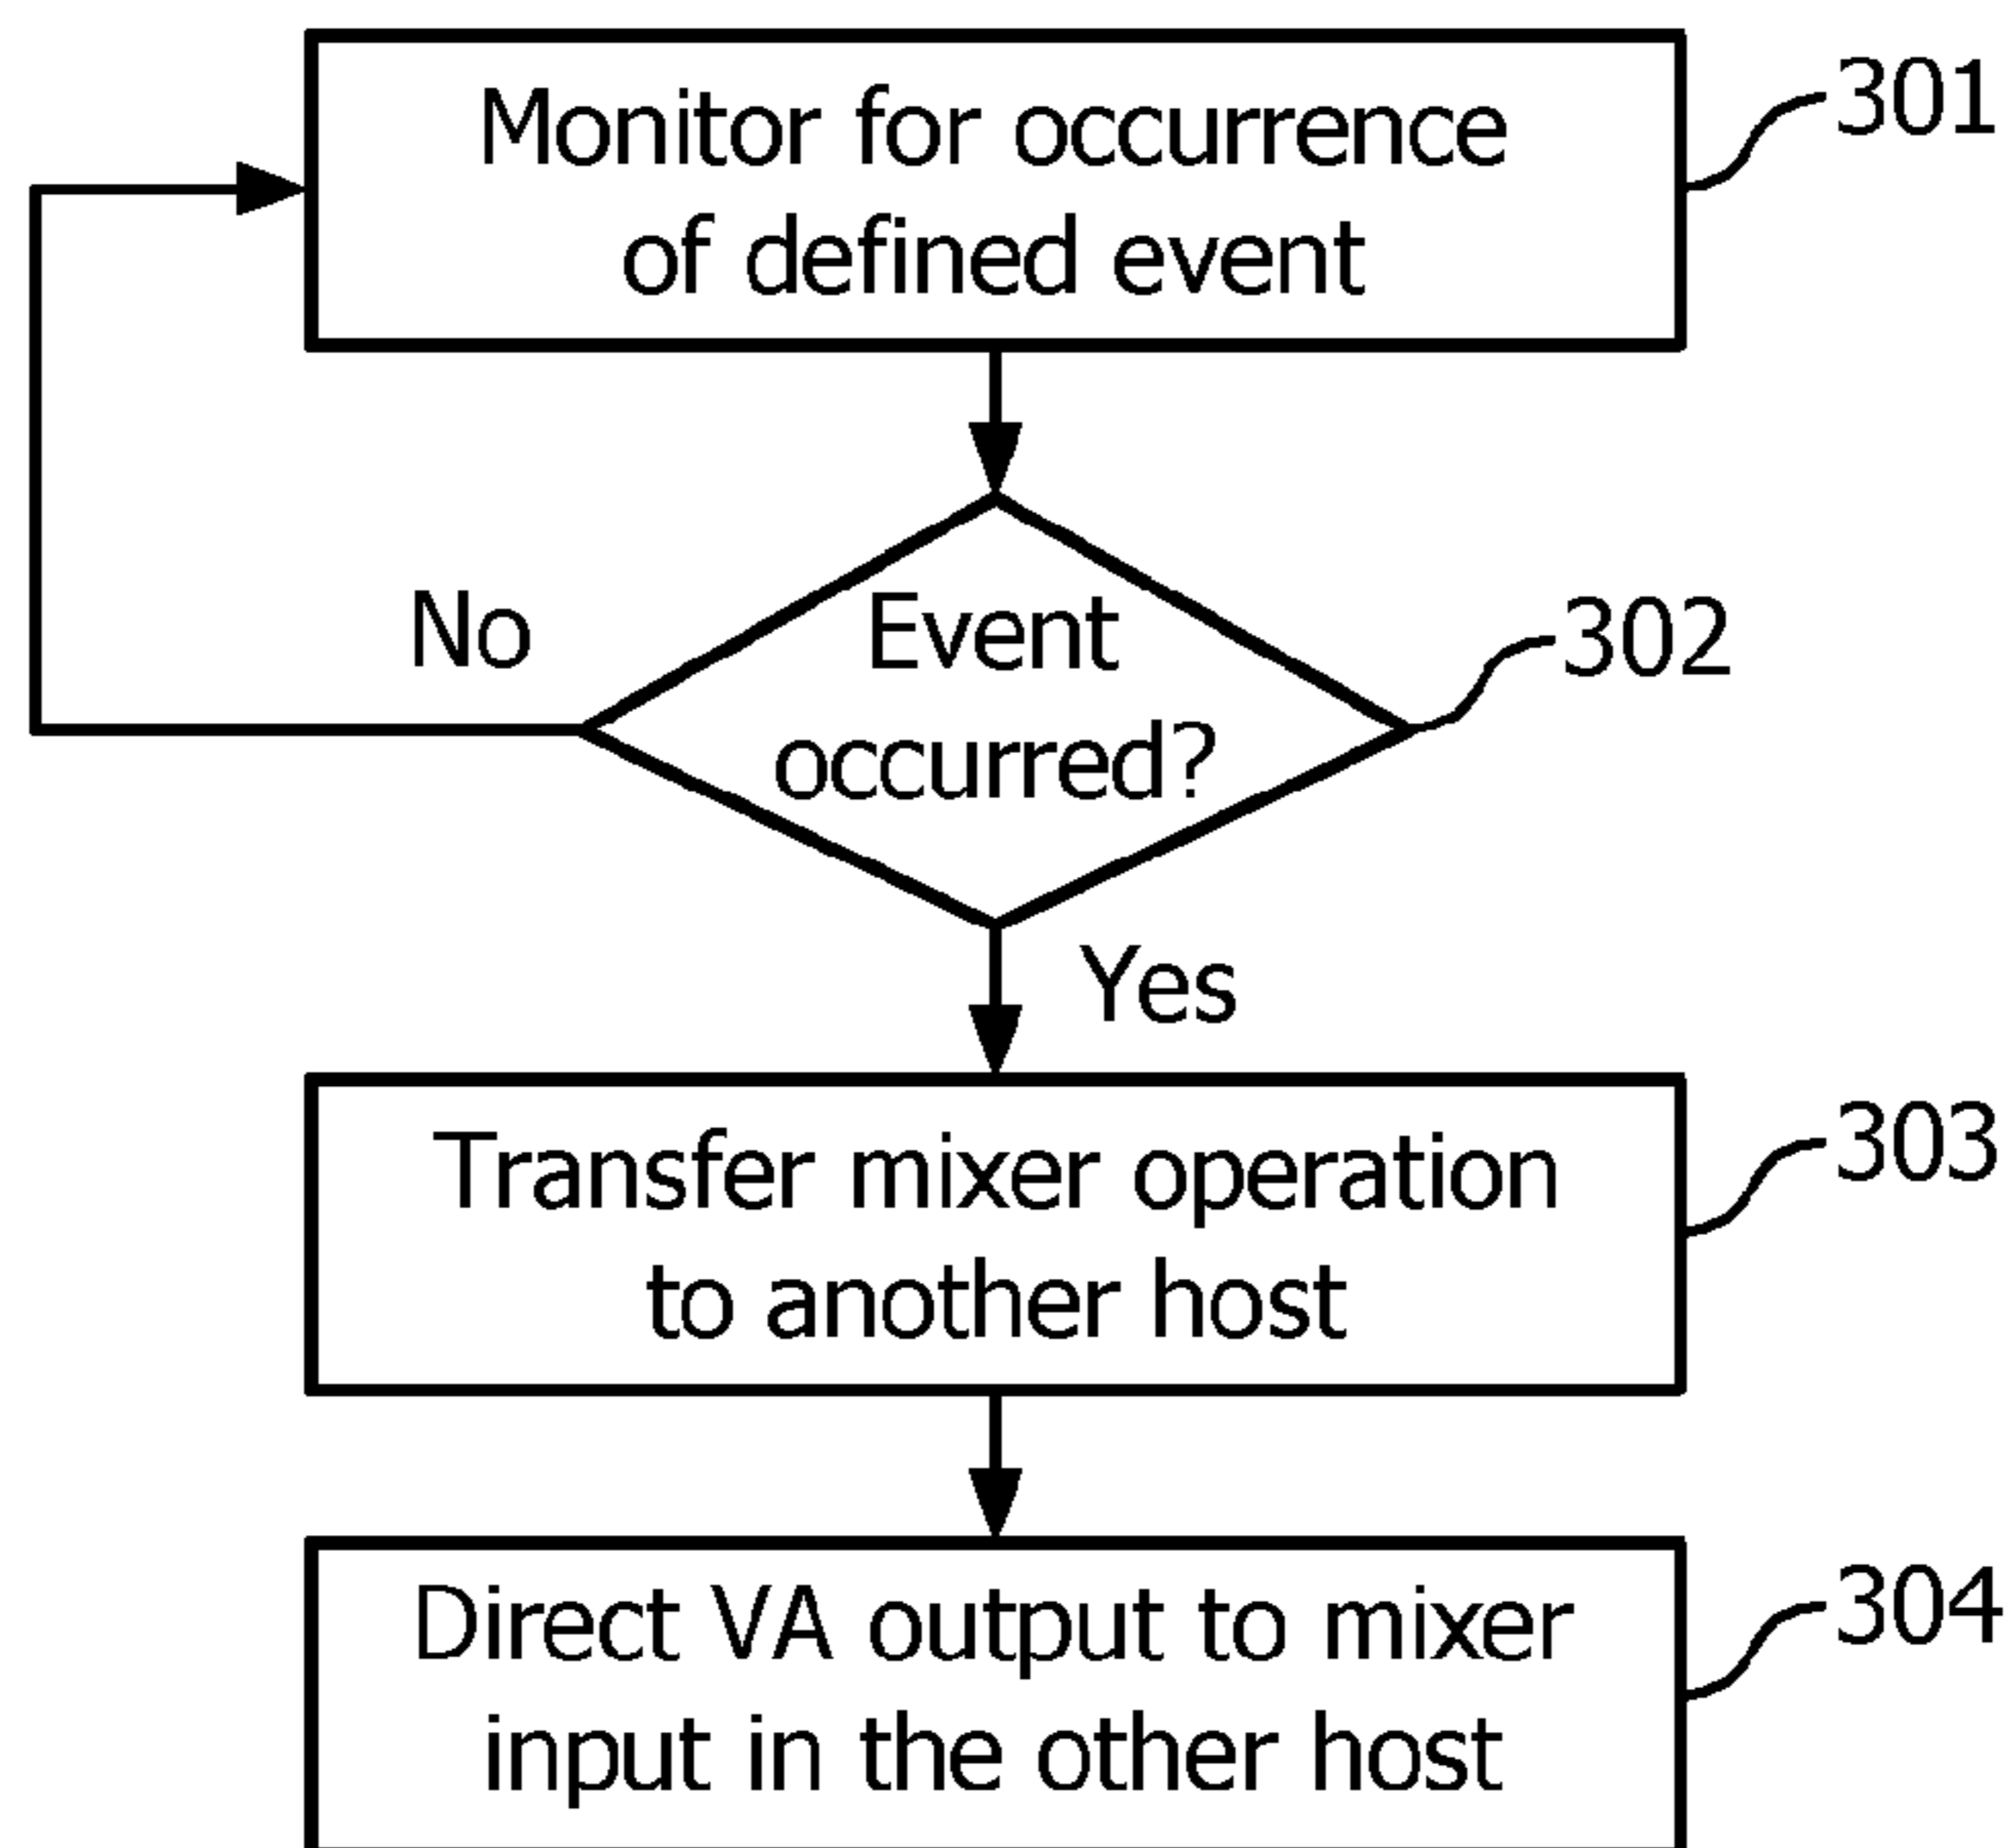 Monitor for occurrence
of defined event
301
No
Event
occurred?
302
Yes
Transfer mixer operation
to another host
303
Direct VA output to mixer
input in the other host
304